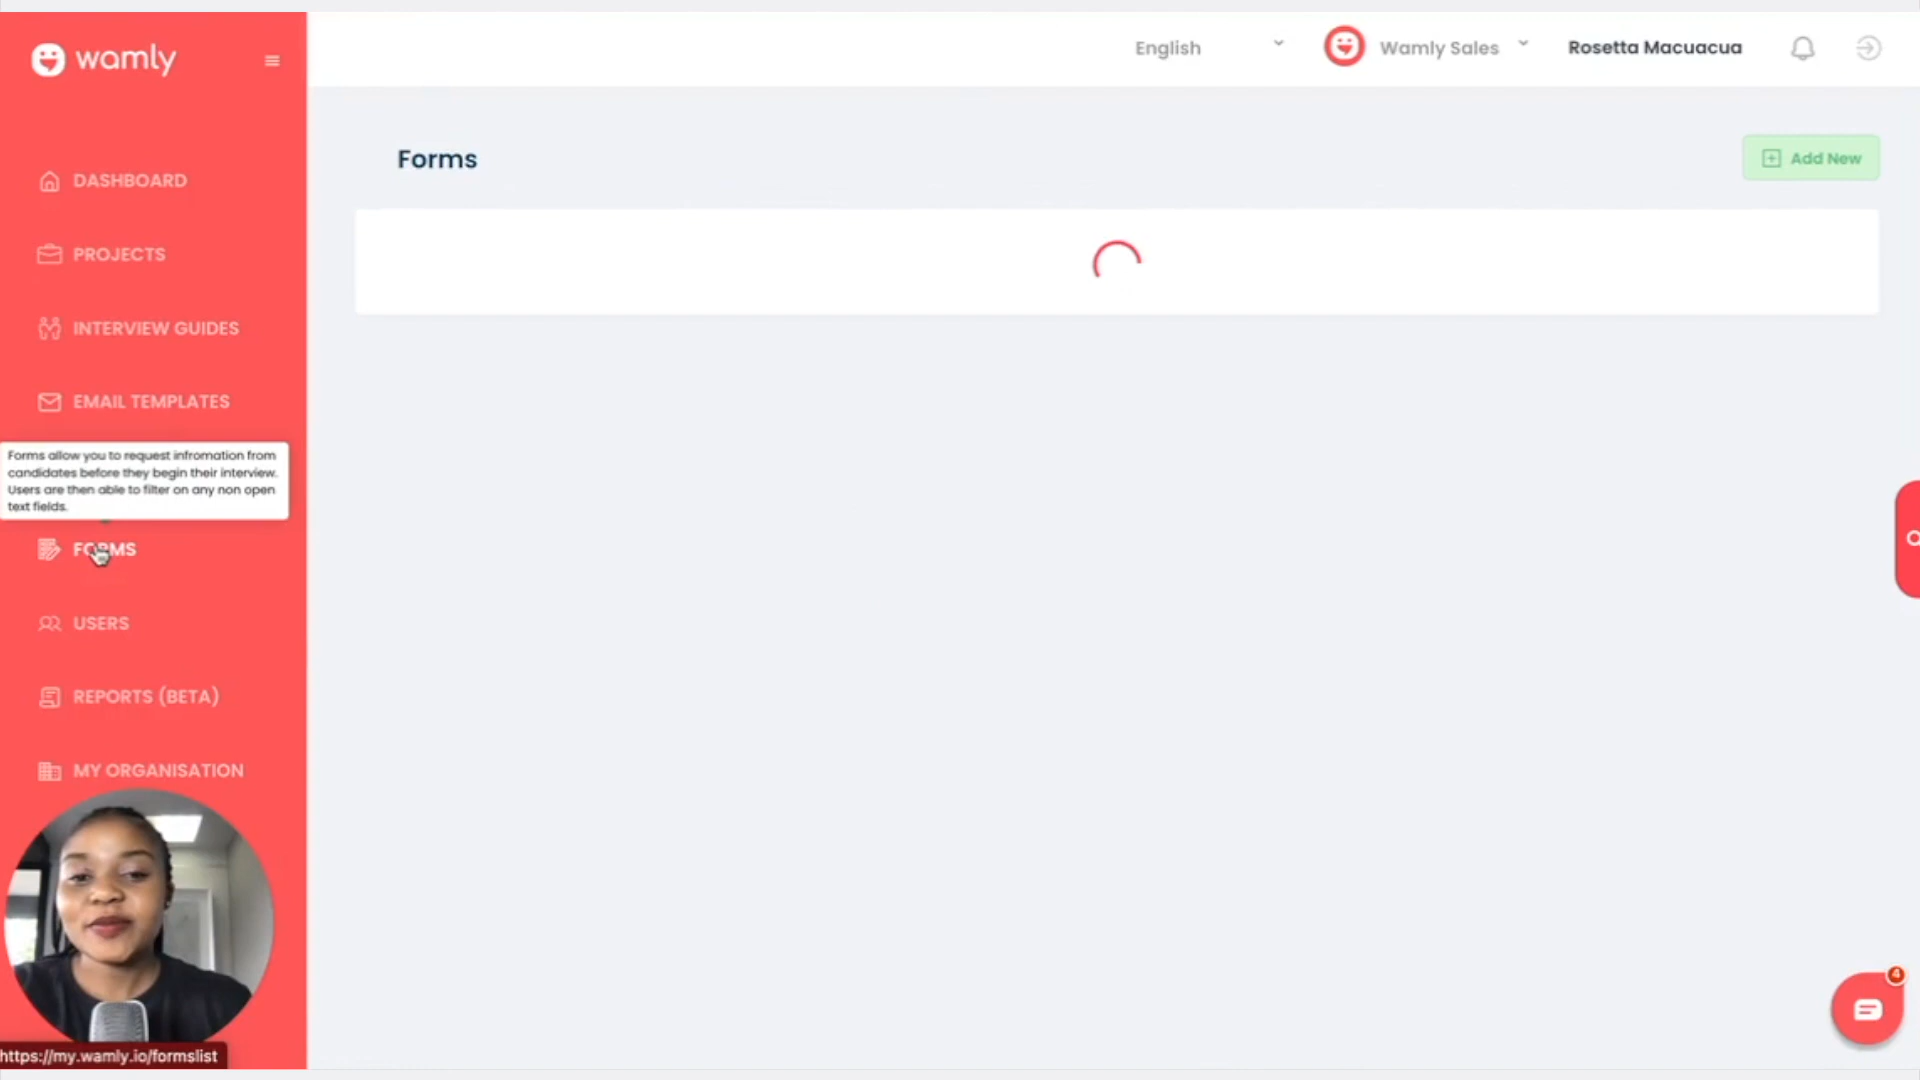 wamly
English
Wamly Sales
Rosetta Macuacua
DASHBOARD
PROJECTS
INTERVIEW GUIDES
EMAIL TEMPLATES
Forms allow you to request infromation from
candidates before they begin their interview.
Users are then able to filter on any non open
text fields.
FORMS
USERS
REPORTS (BETA)
MY ORGANISATION
https://my.wamly.io/formslist
Forms
Add New
4